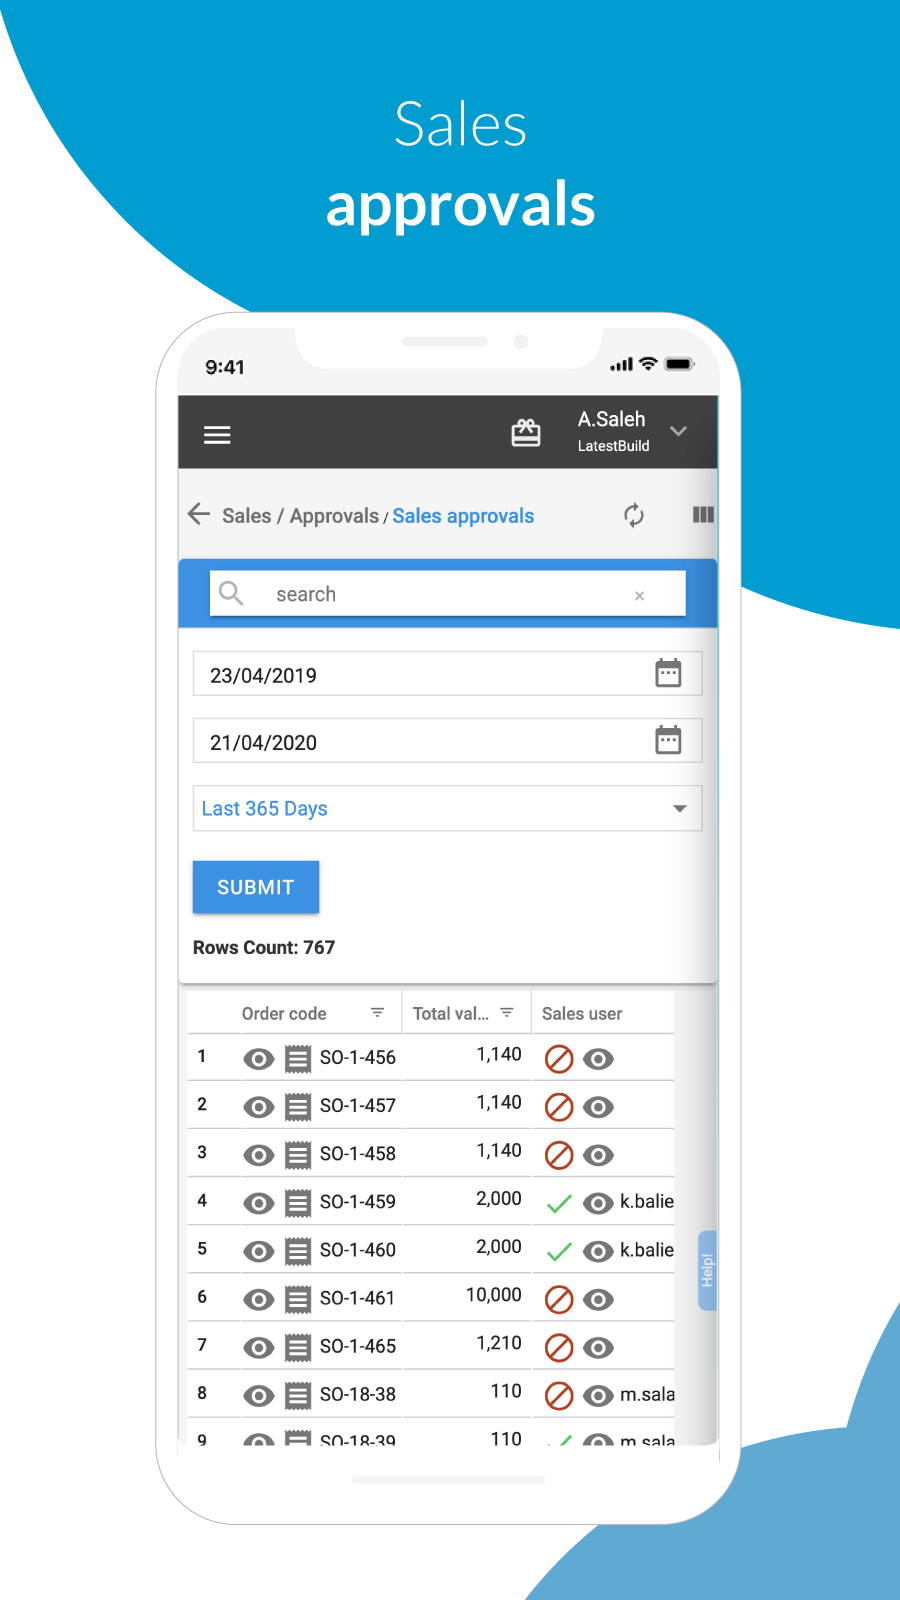 Sales
approvals
9:41
A.Saleh
LatestBuild
Sales / Approvals / Sales approvals
search ×
23/04/2019
21/04/2020
Last 365 Days
SUBMIT
Rows Count: 767
Order code Total val... Sales user
1 SO-1-456 1,140
2 SO-1-457 1,140
3 SO-1-458 1,140
4 SO-1-459 2,000 k.balie
5 SO-1-460 2,000 k.balie
Help!
6 SO-1-461 10,000
7 SO-1-465 1,210
8 SO-18-38 110 m.sala
9 SO-18-39 110 m.sala